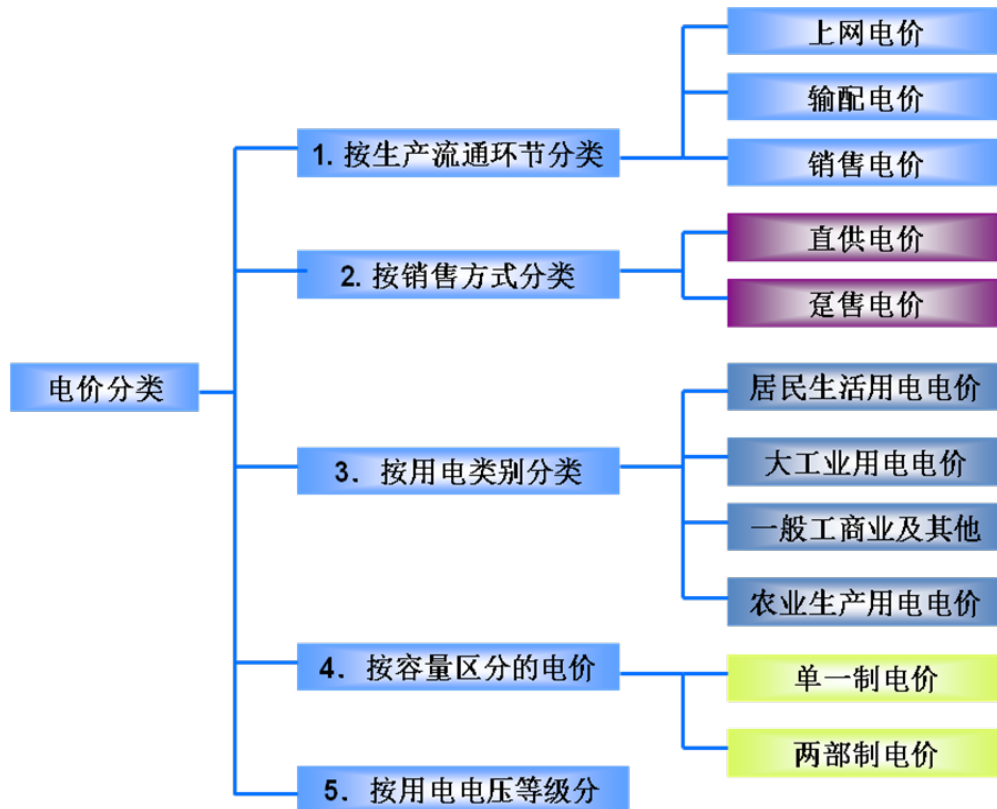 电价分类
1. 按生产流通环节分类
上网电价
输配电价
销售电价
2. 按销售方式分类
直供电价
趸售电价
3. 按用电类别分类
居民生活用电电价
大工业用电电价
一般工商业及其他
农业生产用电电价
4. 按容量区分的电价
单一制电价
两部制电价
5. 按用电电压等级分